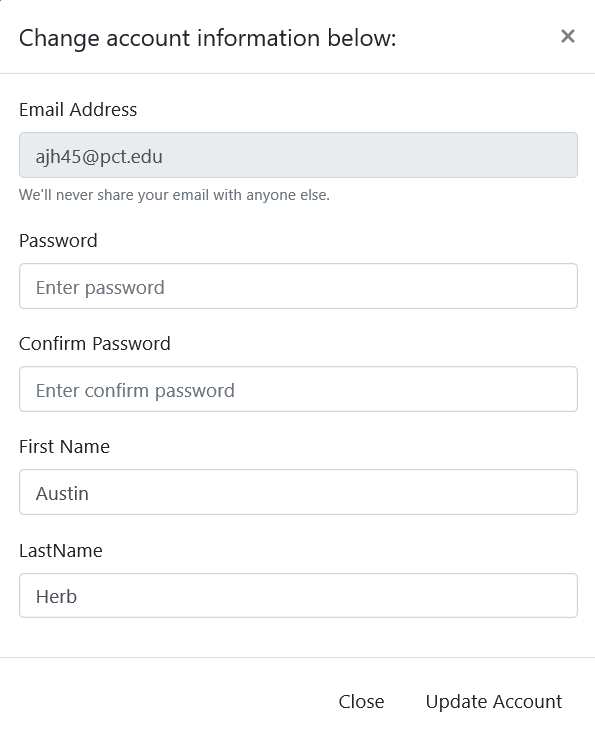 Change account information below:
×
Email Address
ajh45@pct.edu
We'll never share your email with anyone else.
Password
Enter password
Confirm Password
Enter confirm password
First Name
Austin
LastName
Herb
Close Update Account